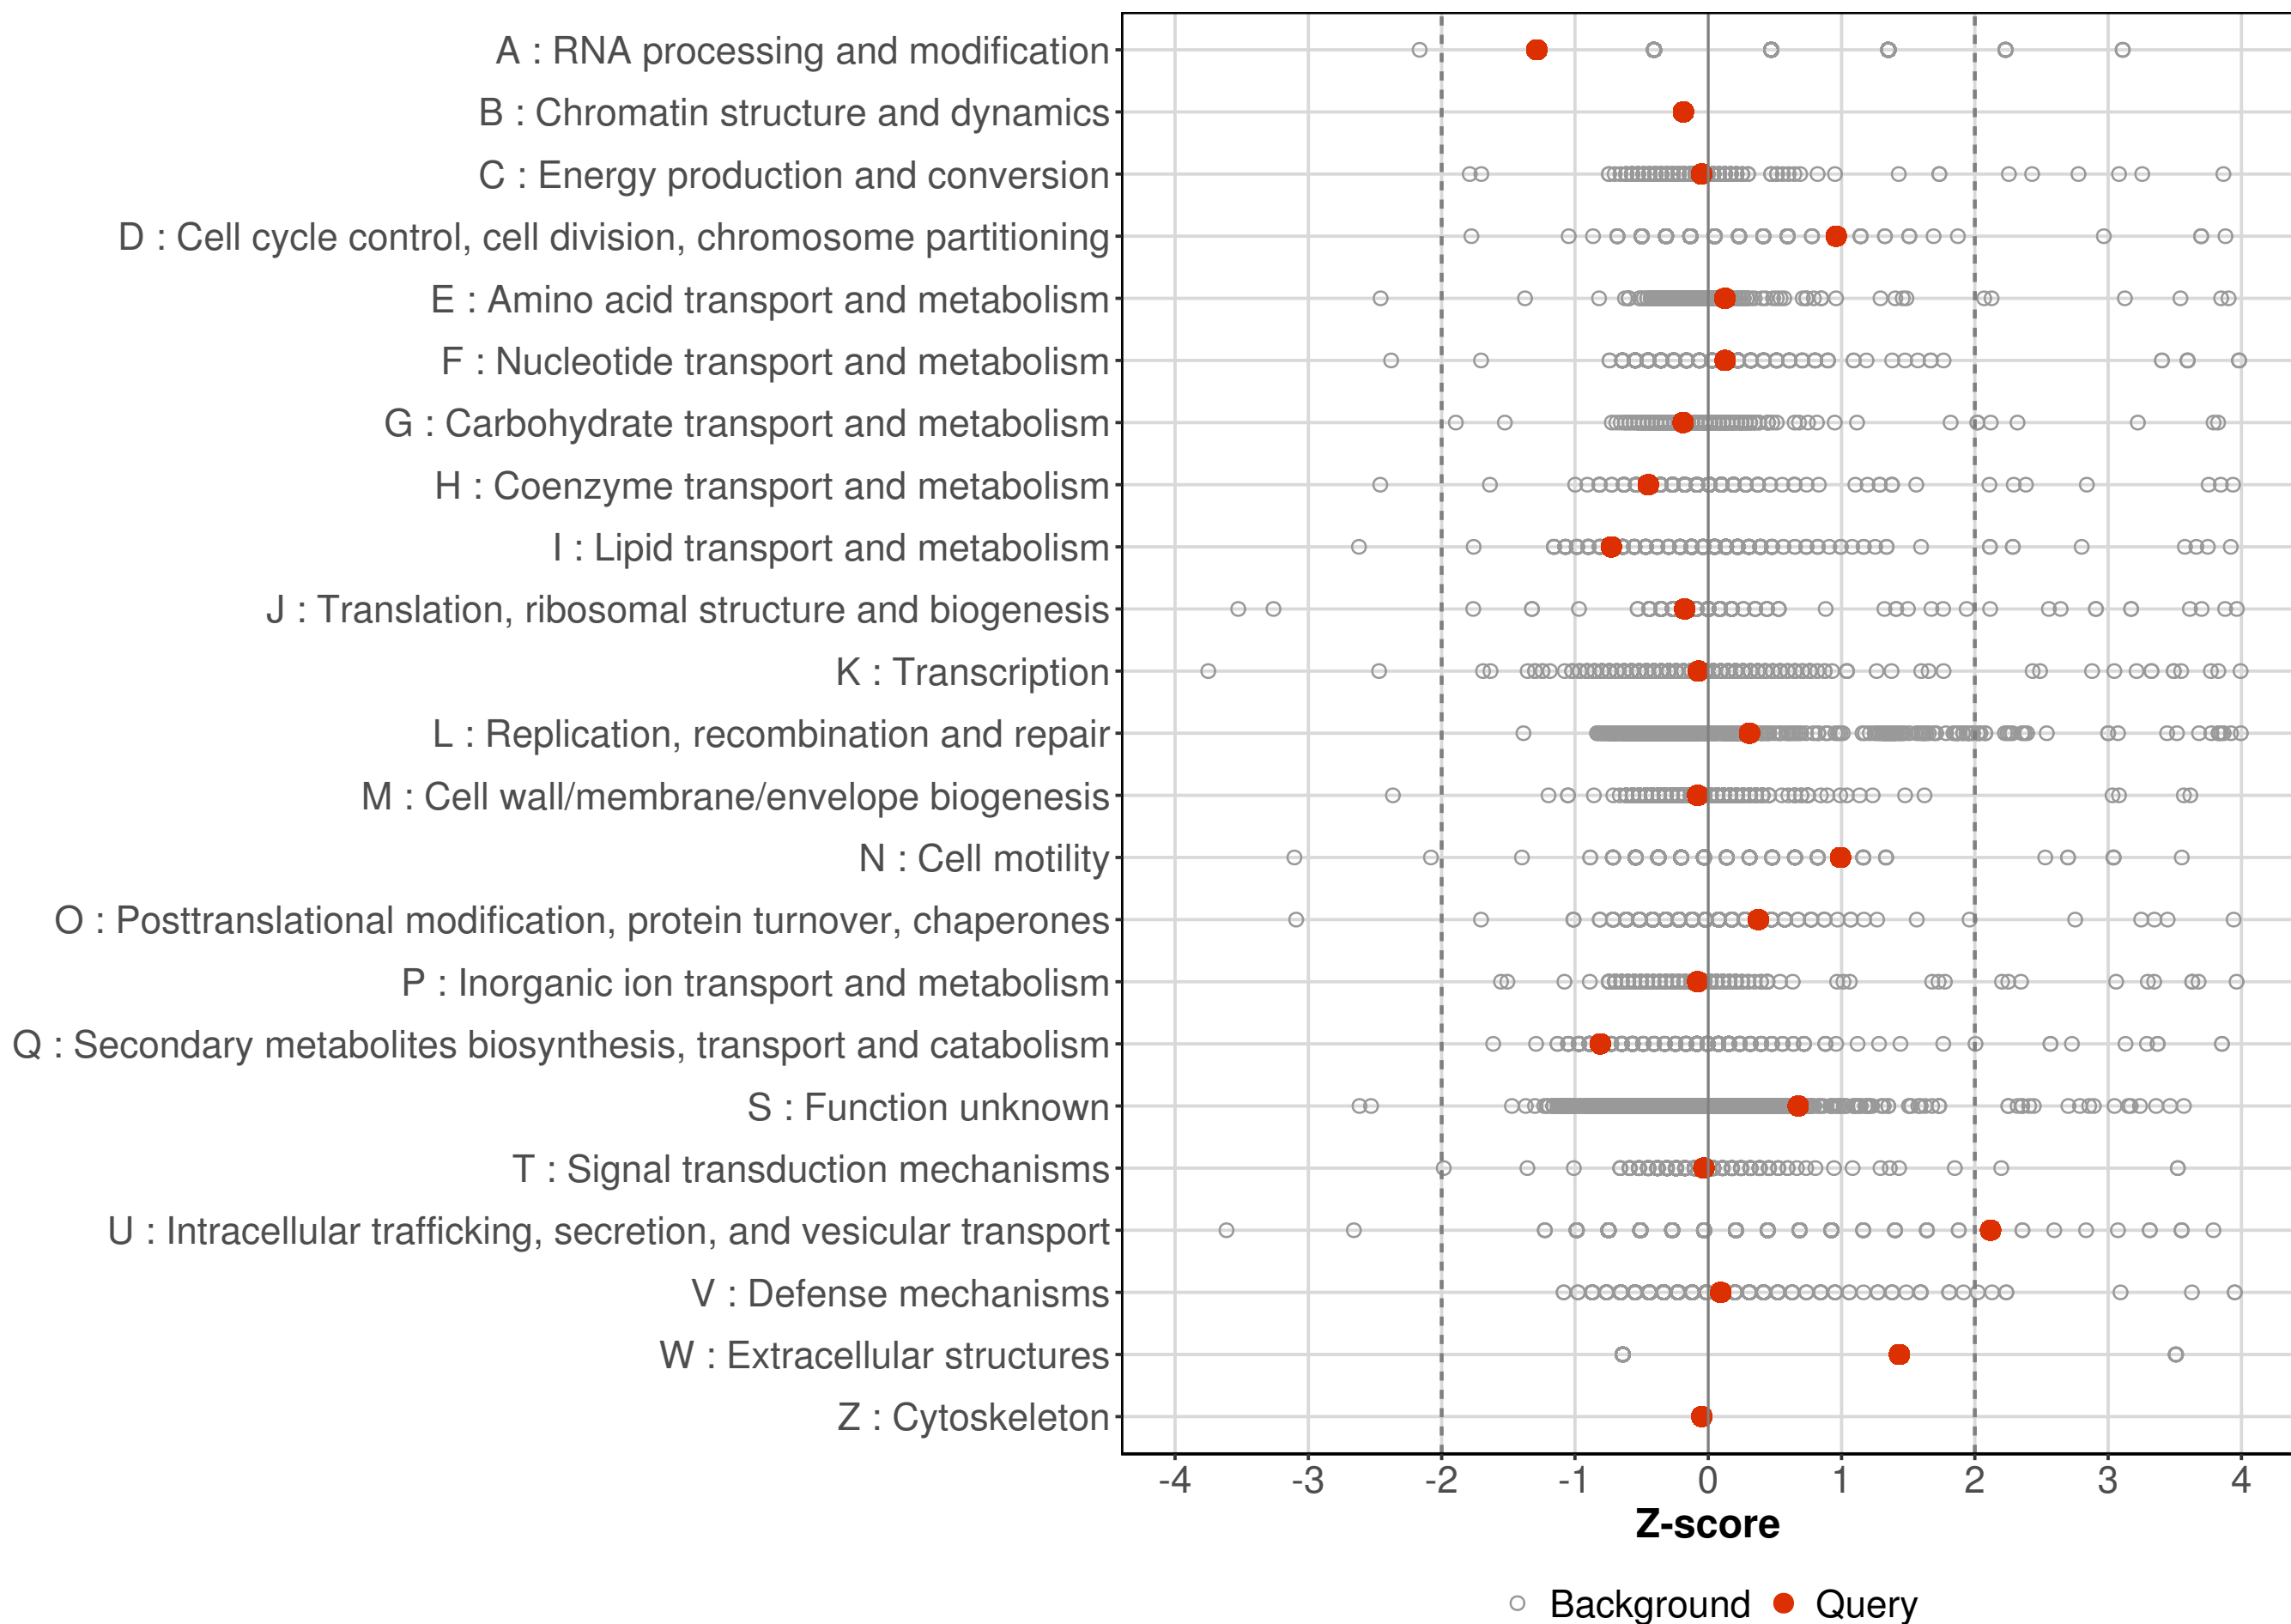 A : RNA processing and modification
B : Chromatin structure and dynamics
C : Energy production and conversion
D : Cell cycle control, cell division, chromosome partitioning
E : Amino acid transport and metabolism
F : Nucleotide transport and metabolism
G : Carbohydrate transport and metabolism
H : Coenzyme transport and metabolism
I : Lipid transport and metabolism
J : Translation, ribosomal structure and biogenesis
K : Transcription
L : Replication, recombination and repair
M : Cell wall/membrane/envelope biogenesis
N : Cell motility
O : Posttranslational modification, protein turnover, chaperones
P : Inorganic ion transport and metabolism
Q : Secondary metabolites biosynthesis, transport and catabolism
S : Function unknown
T : Signal transduction mechanisms
U : Intracellular trafficking, secretion, and vesicular transport
V : Defense mechanisms
W : Extracellular structures
Z : Cytoskeleton
-4 -3 -2 -1 0 1 2 3 4
Z-score
Background Query